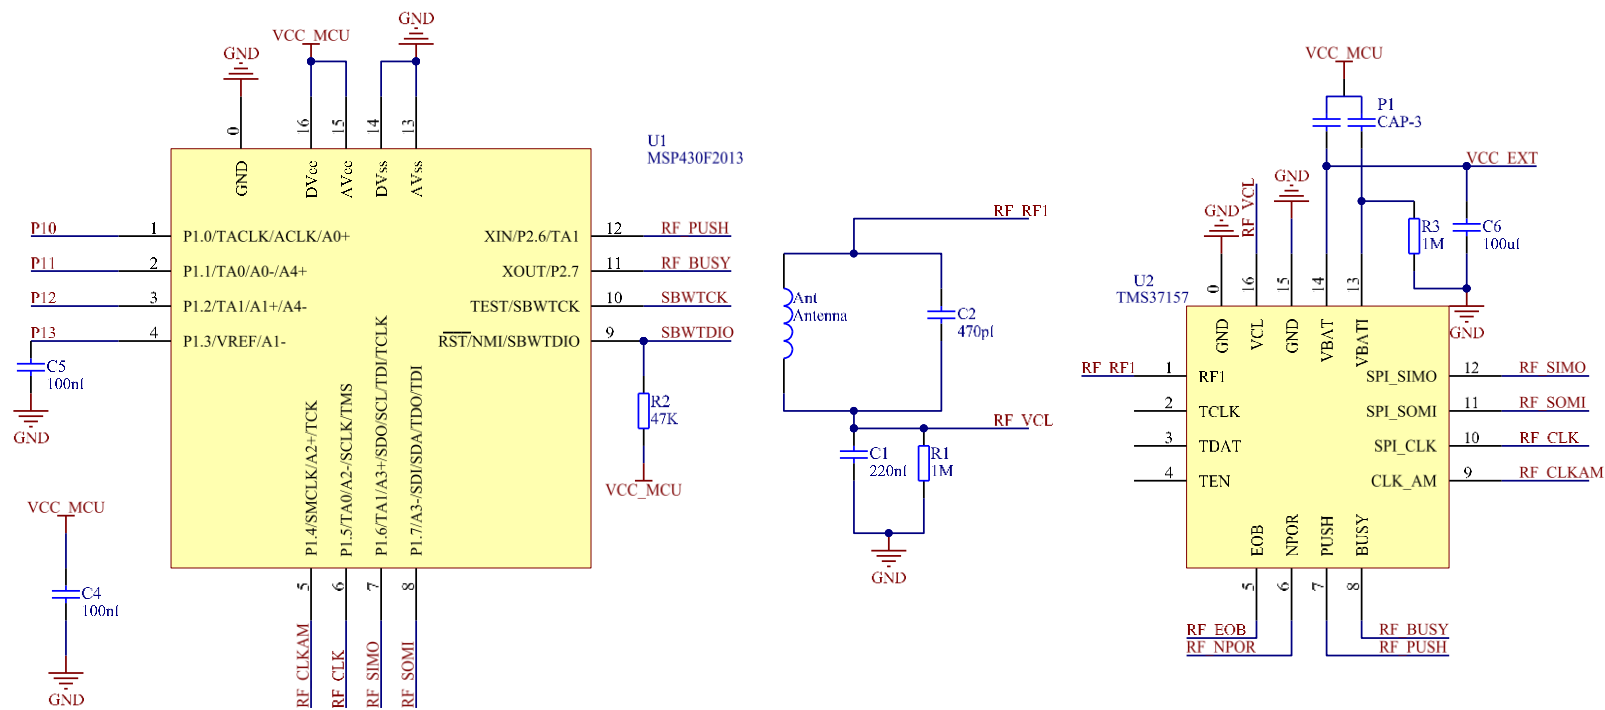 GND
VCC_MCU
GND
0
16
15
14
13
GND
DVcc
AVcc
DVss
AVss
U1
MSP430F2013
P10
1
P1.0/TACLK/ACLK/A0+
XIN/P2.6/TA1
12
RF_PUSH
P11
2
P1.1/TA0/A0-/A4+
XOUT/P2.7
11
RF_BUSY
P12
3
P1.2/TA1/A1+/A4-
TEST/SBWTCK
10
SBWTCK
P13
4
P1.3/VREF/A1-
RST/NMI/SBWTDIO
9
SBWTDIO
C5
100nf
GND
R2
47K
VCC_MCU
P1.4/SMCLK/A2+/TCK
P1.5/TA0/A2-/SCLK/TMS
P1.6/TA1/A3+/SDO/SCL/TDI/TCLK
P1.7/A3-/SDI/SDA/TDO/TDI
5
6
7
8
RF_CLKAM
RF_CLK
RF_SIMO
RF_SOMI
VCC_MCU
C4
100nf
GND
RF_RF1
Ant
Antenna
C2
470pf
RF_VCL
C1
220nf
R1
1M
GND
VCC_MCU
P1
CAP-3
VCC_EXT
GND
RF_VCL
GND
R3
1M
C6
100uf
GND
U2
TMS37157
0
16
15
14
13
GND
VCL
GND
VBAT
VBATI
RF_RF1
1
RF1
SPI_SIMO
12
RF_SIMO
2
TCLK
SPI_SOMI
11
RF_SOMI
3
TDAT
SPI_CLK
10
RF_CLK
4
TEN
CLK_AM
9
RF_CLKAM
EOB
NPOR
PUSH
BUSY
5
6
7
8
RF_EOB
RF_BUSY
RF_NPOR
RF_PUSH